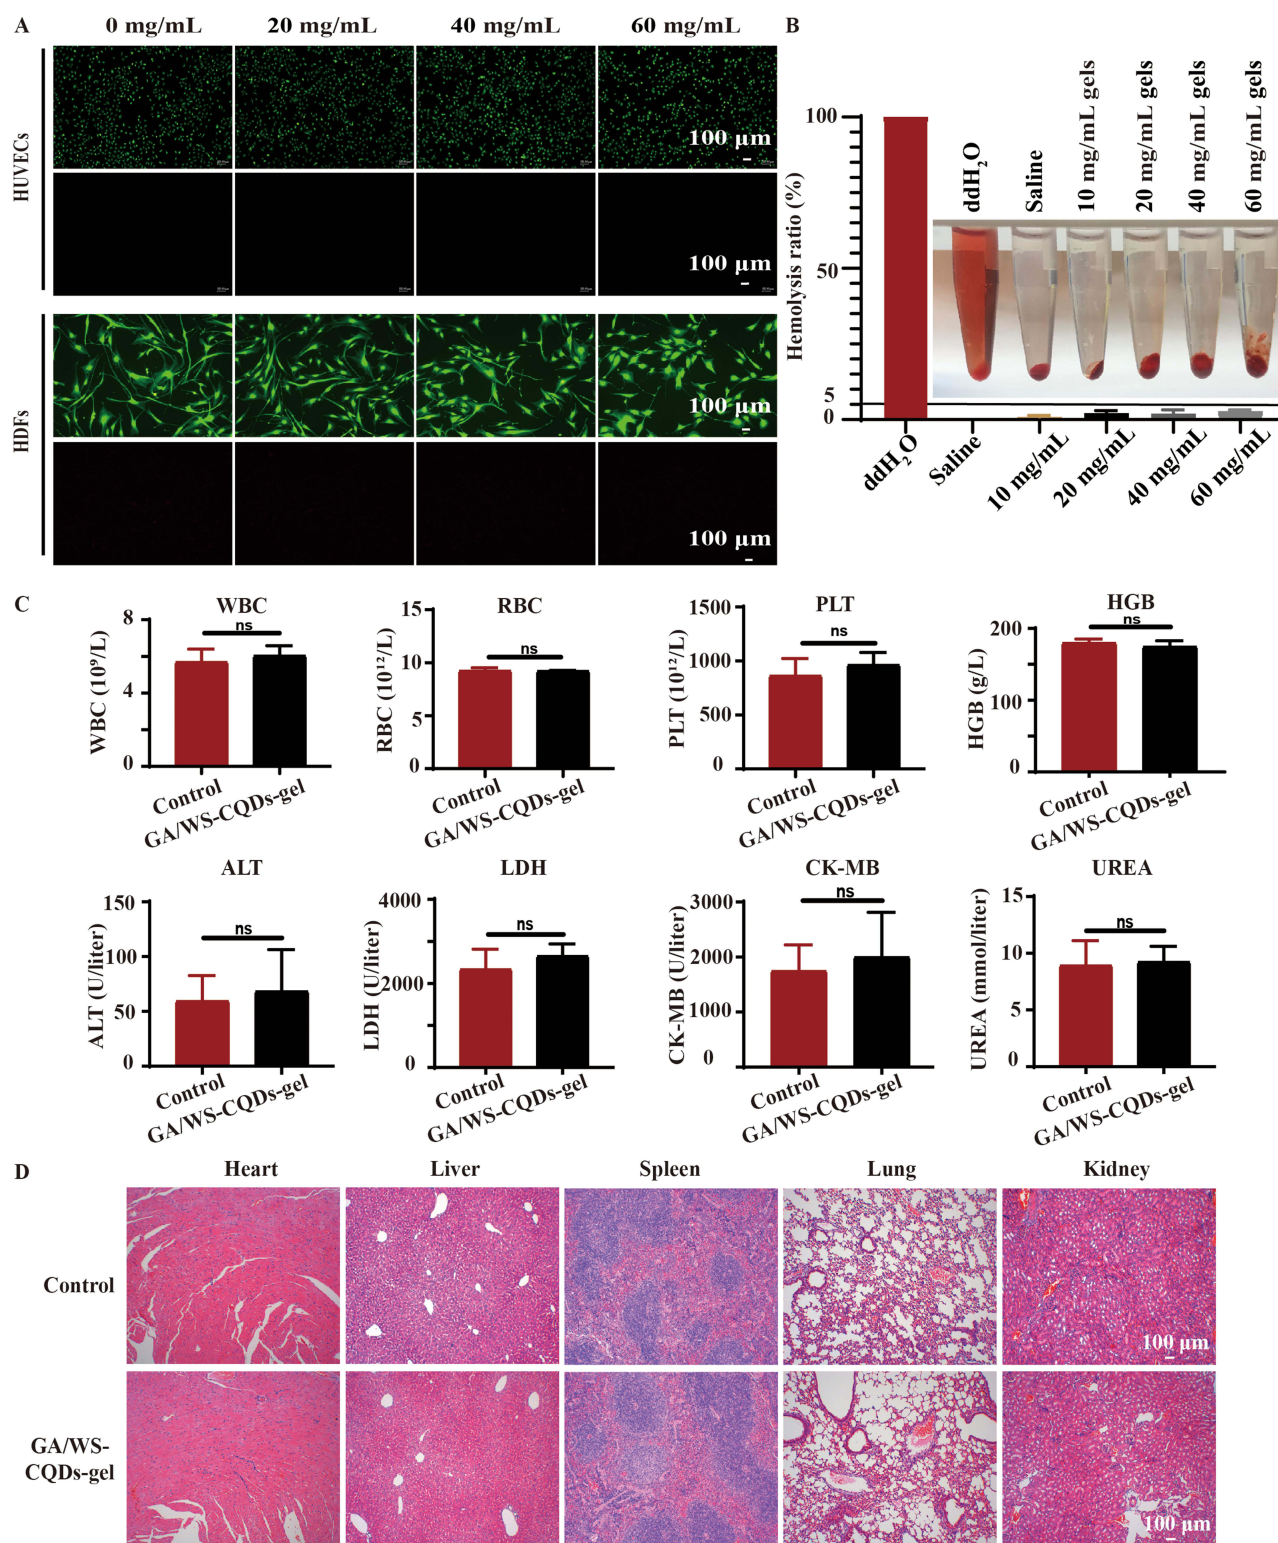 A
0 mg/mL 20 mg/mL 40 mg/mL 60 mg/mL
HUVECs
100 µm
100 µm
HDFs
100 µm
100 µm
B
Hemolysis ratio (%)
100
50
5
0
ddH₂O
Saline
10 mg/mL gels
20 mg/mL gels
40 mg/mL gels
60 mg/mL gels
ddH₂O
Saline
10 mg/mL
20 mg/mL
40 mg/mL
60 mg/mL
C
WBC
WBC (10⁹/L)
8
4
0
ns
Control
GA/WS-CQDs-gel
RBC
RBC (10¹²/L)
15
10
5
0
ns
Control
GA/WS-CQDs-gel
PLT
PLT (10¹²/L)
1500
1000
500
0
ns
Control
GA/WS-CQDs-gel
HGB
HGB (g/L)
200
100
0
ns
Control
GA/WS-CQDs-gel
ALT
ALT (U/liter)
150
100
50
0
ns
Control
GA/WS-CQDs-gel
LDH
LDH (U/liter)
4000
2000
0
ns
Control
GA/WS-CQDs-gel
CK-MB
CK-MB (U/liter)
3000
2000
1000
0
ns
Control
GA/WS-CQDs-gel
UREA
UREA (mmol/liter)
15
10
5
0
ns
Control
GA/WS-CQDs-gel
D
Heart Liver Spleen Lung Kidney
Control
100 µm
GA/WS-
CQDs-gel
100 µm